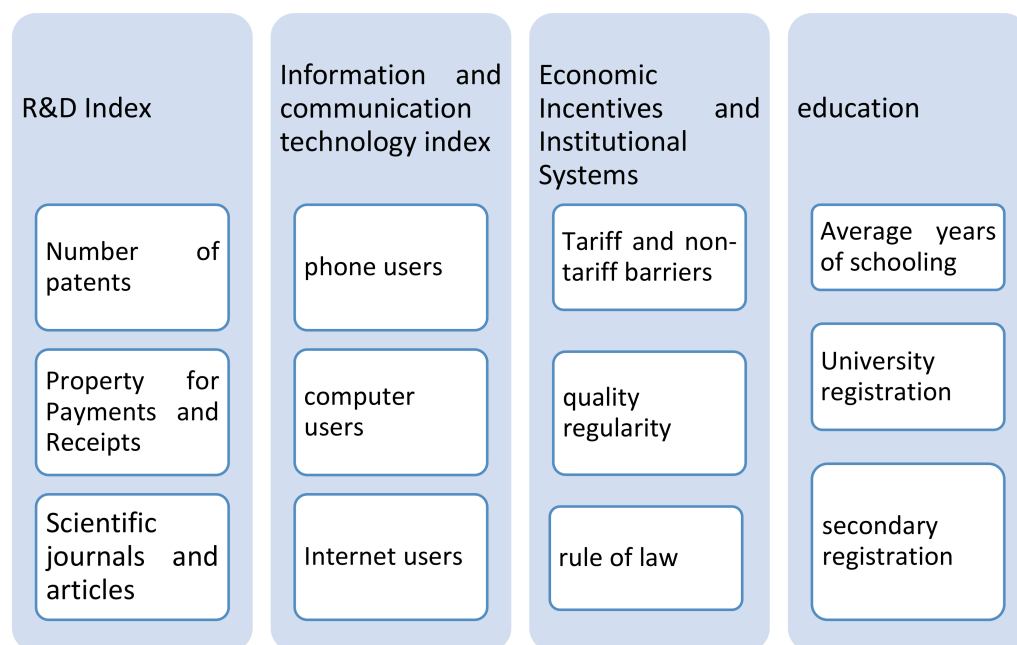 R&D Index
Number of
patents
Property for
Payments and
Receipts
Scientific
journals and
articles
Information and
communication
technology index
phone users
computer
users
Internet users
Economic
Incentives and
Institutional
Systems
Tariff and non-
tariff barriers
quality
regularity
rule of law
education
Average years
of schooling
University
registration
secondary
registration